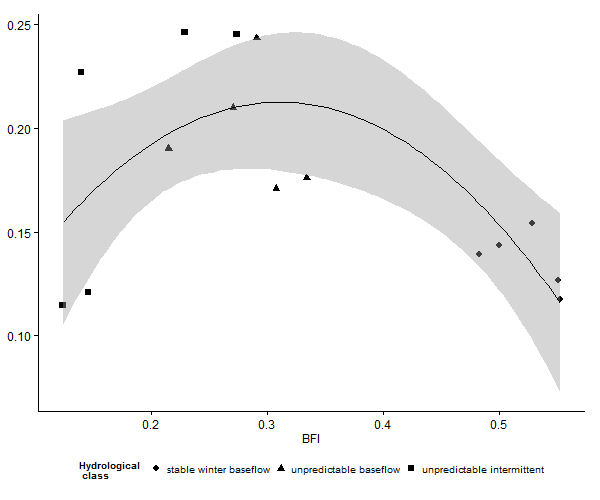 0.25
0.20
0.15
0.10
0.2 0.3 0.4 0.5
BFI
Hydrological
class
stable winter baseflow unpredictable baseflow unpredictable intermittent